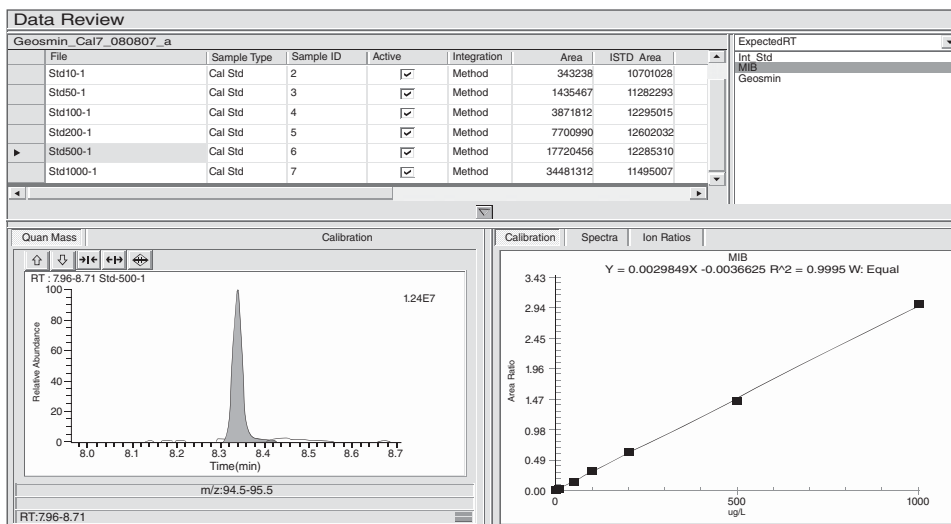 Data Review
Geosmin_Cal7_080807_a
File Sample Type Sample ID Active Integration Area ISTD Area
Std10-1 Cal Std 2 Method 343238 10701028
Std50-1 Cal Std 3 Method 1435467 11282293
Std100-1 Cal Std 4 Method 3871812 12295015
Std200-1 Cal Std 5 Method 7700990 12602032
Std500-1 Cal Std 6 Method 17720456 12285310
Std1000-1 Cal Std 7 Method 34481312 11495007
ExpectedRT
Int_Std
MIB
Geosmin
Quan Mass Calibration
RT : 7.96-8.71 Std-500-1
1.24E7
Relative Abundance
100
80
60
40
20
0
8.0 8.1 8.2 8.3 8.4 8.5 8.6 8.7
Time(min)
m/z:94.5-95.5
RT:7.96-8.71
Calibration Spectra Ion Ratios
MIB
Y = 0.0029849X -0.0036625 R^2 = 0.9995 W: Equal
Area Ratio
3.43
2.94
2.45
1.96
1.47
0.98
0.49
0.00
0 500 1000
ug/L